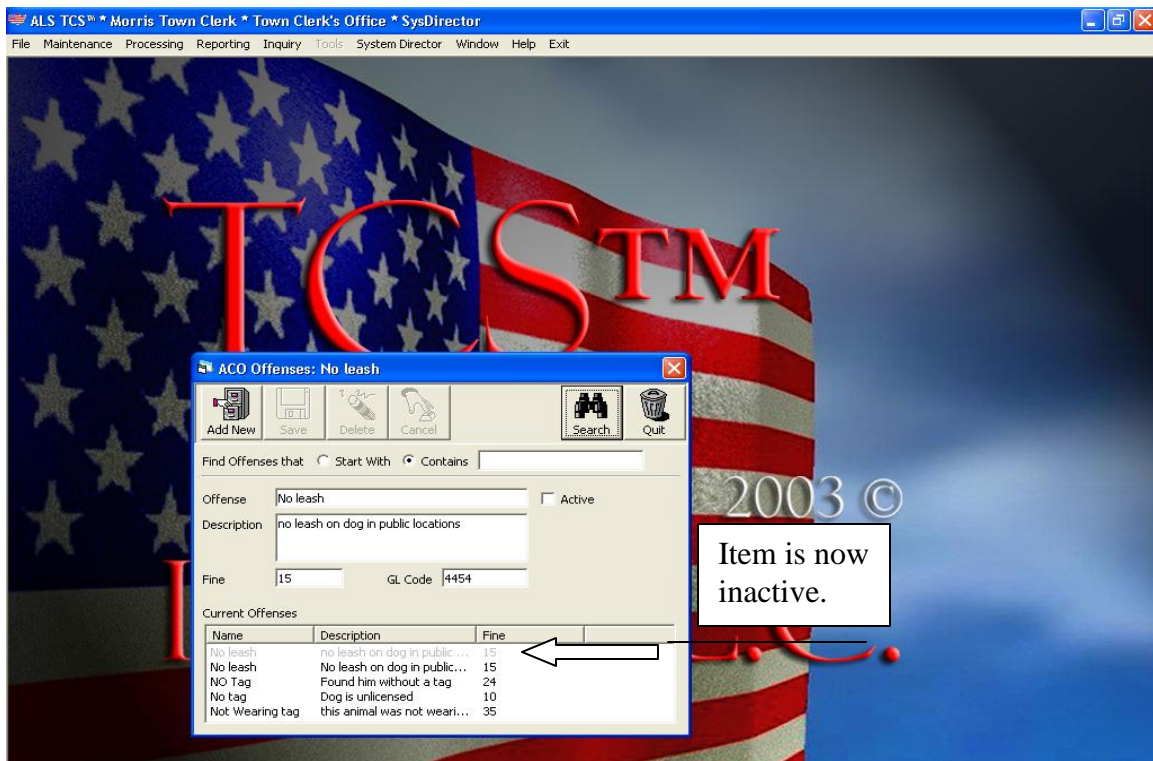 ALS TCS™ * Morris Town Clerk * Town Clerk's Office * SysDirector
File Maintenance Processing Reporting Inquiry Tools System Director Window Help Exit
TCS™
ACO Offenses: No leash
Add New Save Delete Cancel Search Quit
Find Offenses that Start With Contains
Offense No leash Active
2003 ©
Description no leash on dog in public locations
Item is now
inactive.
Fine 15 GL Code 4454
Current Offenses
Name Description Fine
No leash no leash on dog in public ... 15
No leash No leash on dog in public... 15
NO Tag Found him without a tag 24
No tag Dog is unlicensed 10
Not Wearing tag this animal was not weari... 35